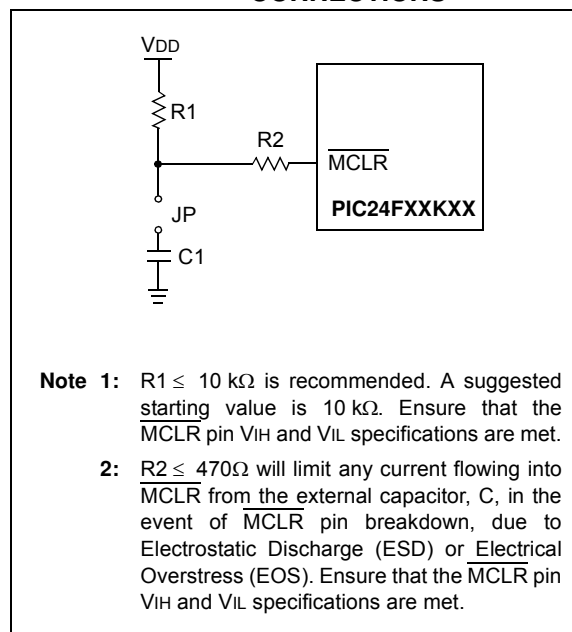 VDD
R1
R2
MCLR
PIC24FXXKXX
JP
C1
Note 1: R1 ≤ 10 kΩ is recommended. A suggested
starting value is 10 kΩ. Ensure that the
MCLR pin VIH and VIL specifications are met.
2: R2 ≤ 470Ω will limit any current flowing into
MCLR from the external capacitor, C, in the
event of MCLR pin breakdown, due to
Electrostatic Discharge (ESD) or Electrical
Overstress (EOS). Ensure that the MCLR pin
VIH and VIL specifications are met.